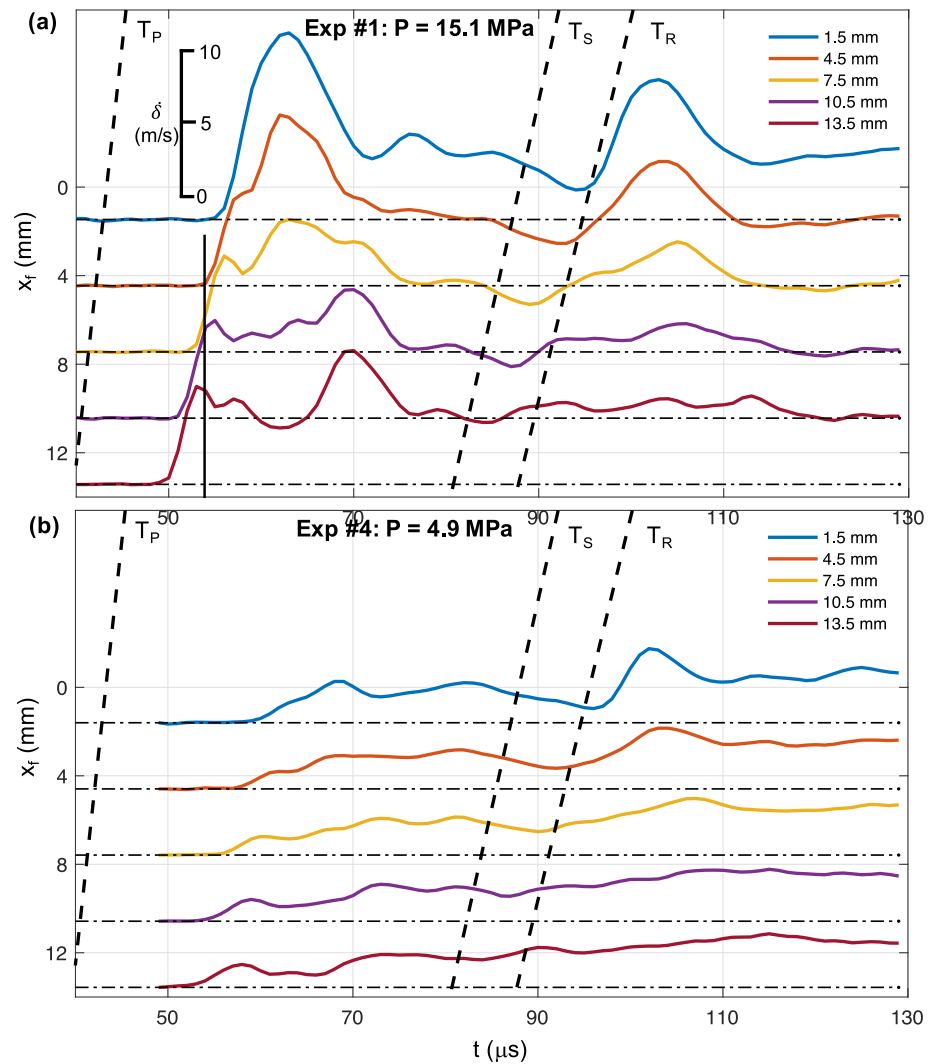 (a)
T_P
Exp #1: P = 15.1 MPa
T_S
T_R
10
5
0
δ̇
(m/s)
1.5 mm
4.5 mm
7.5 mm
10.5 mm
13.5 mm
0
4
8
12
x_f (mm)
50
70
90
110
130
(b)
T_P
Exp #4: P = 4.9 MPa
T_S
T_R
1.5 mm
4.5 mm
7.5 mm
10.5 mm
13.5 mm
0
4
8
12
x_f (mm)
50
70
90
110
130
t (μs)